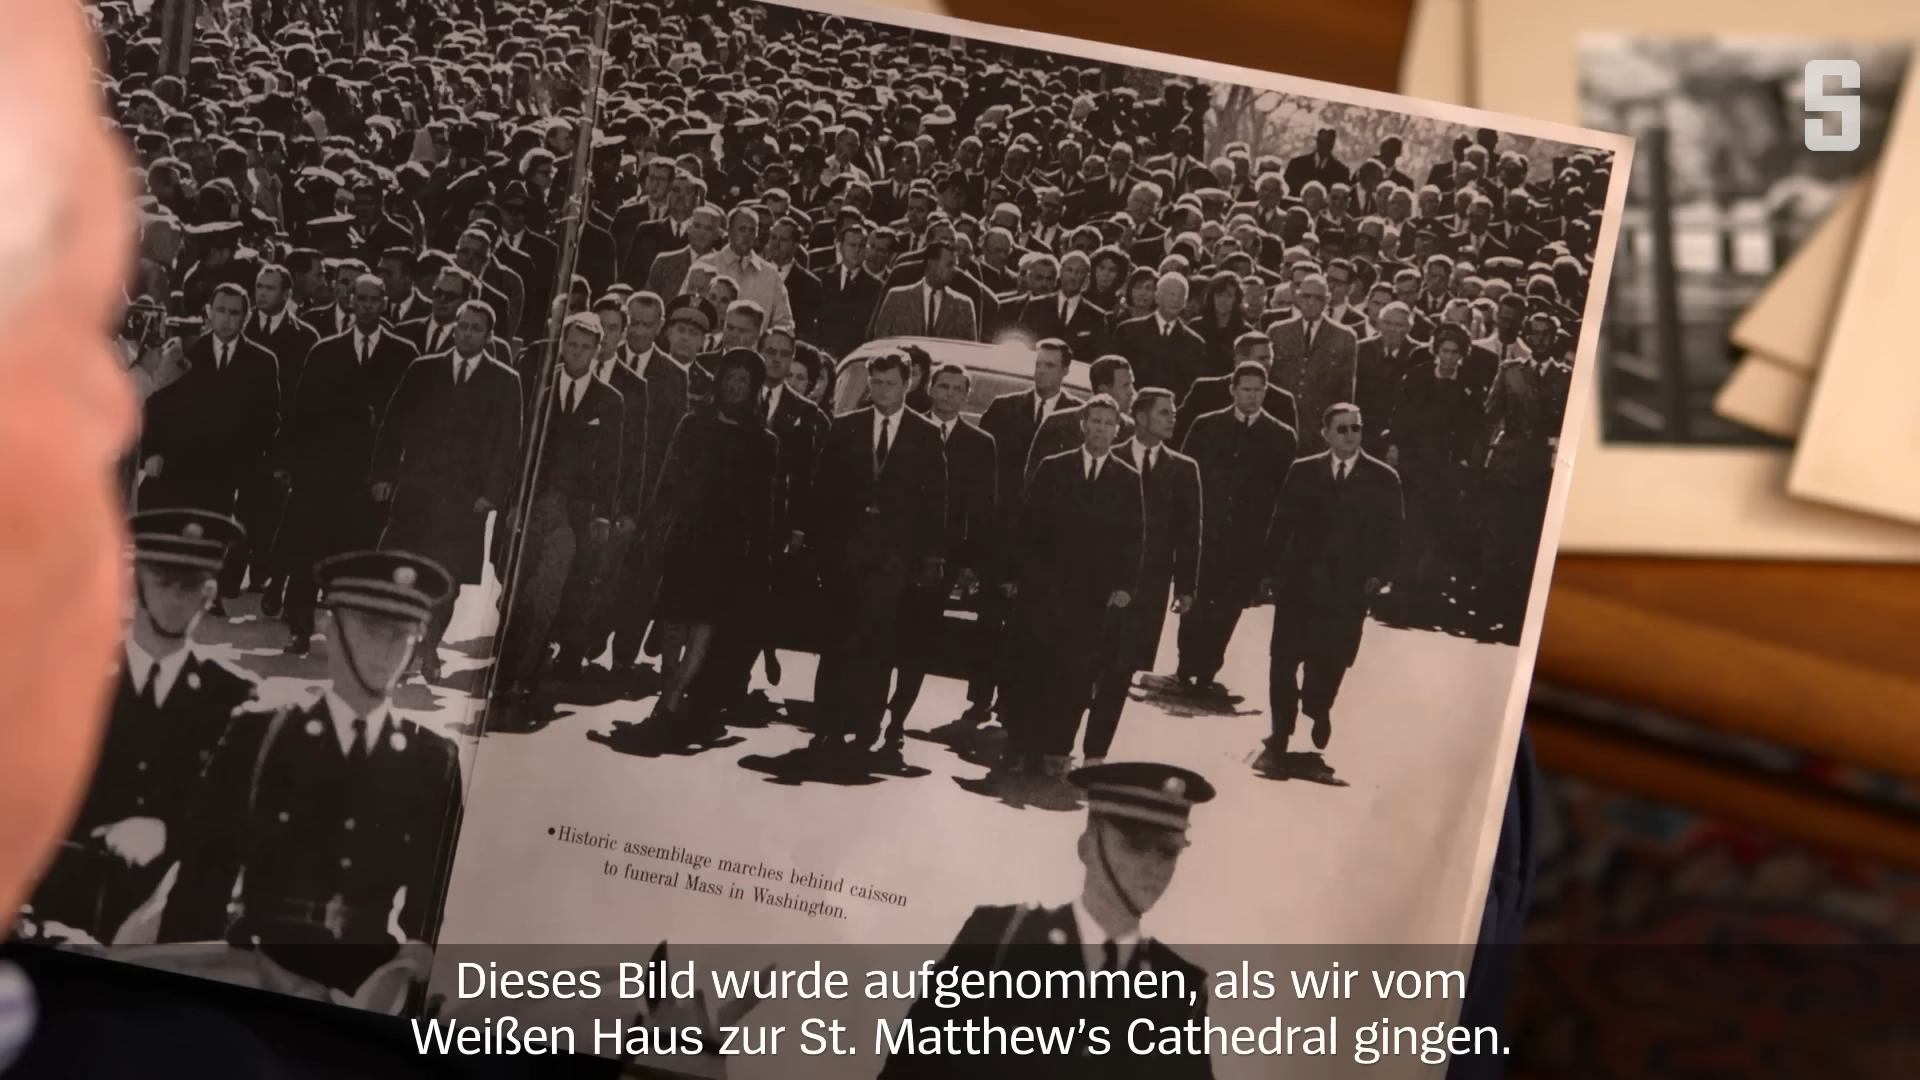 S
•Historic assemblage marches behind caisson
to funeral Mass in Washington.
Dieses Bild wurde aufgenommen, als wir vom
Weißen Haus zur St. Matthew’s Cathedral gingen.